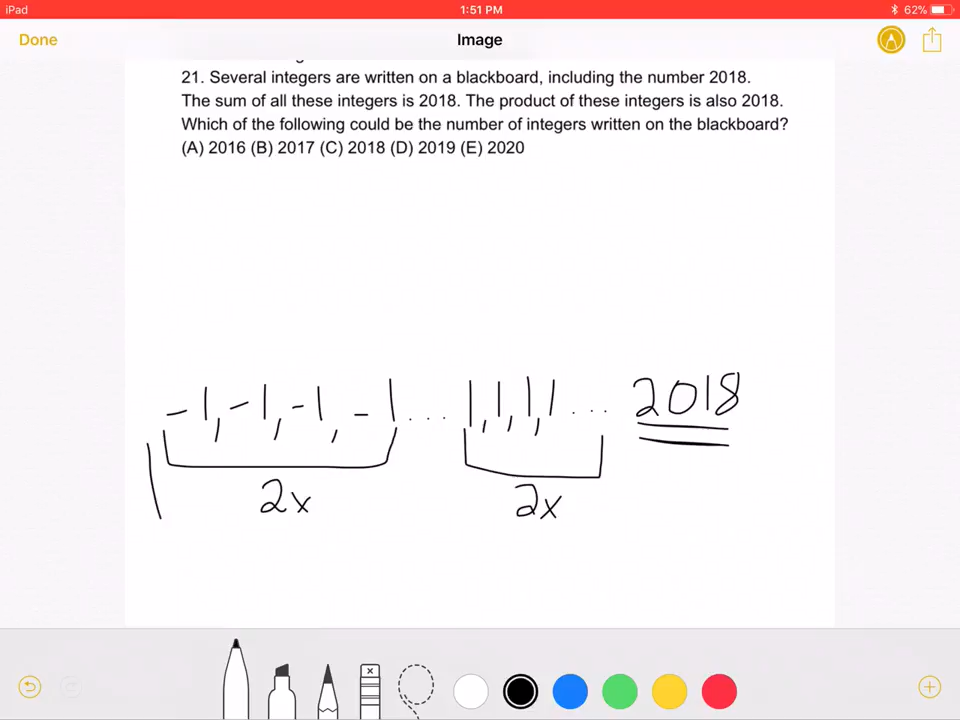 iPad 1:51 PM 62%
Done Image
21. Several integers are written on a blackboard, including the number 2018.
The sum of all these integers is 2018. The product of these integers is also 2018.
Which of the following could be the number of integers written on the blackboard?
(A) 2016 (B) 2017 (C) 2018 (D) 2019 (E) 2020
-1, -1, -1, -1 ... 1, 1, 1, 1 ... 2018
2x 2x